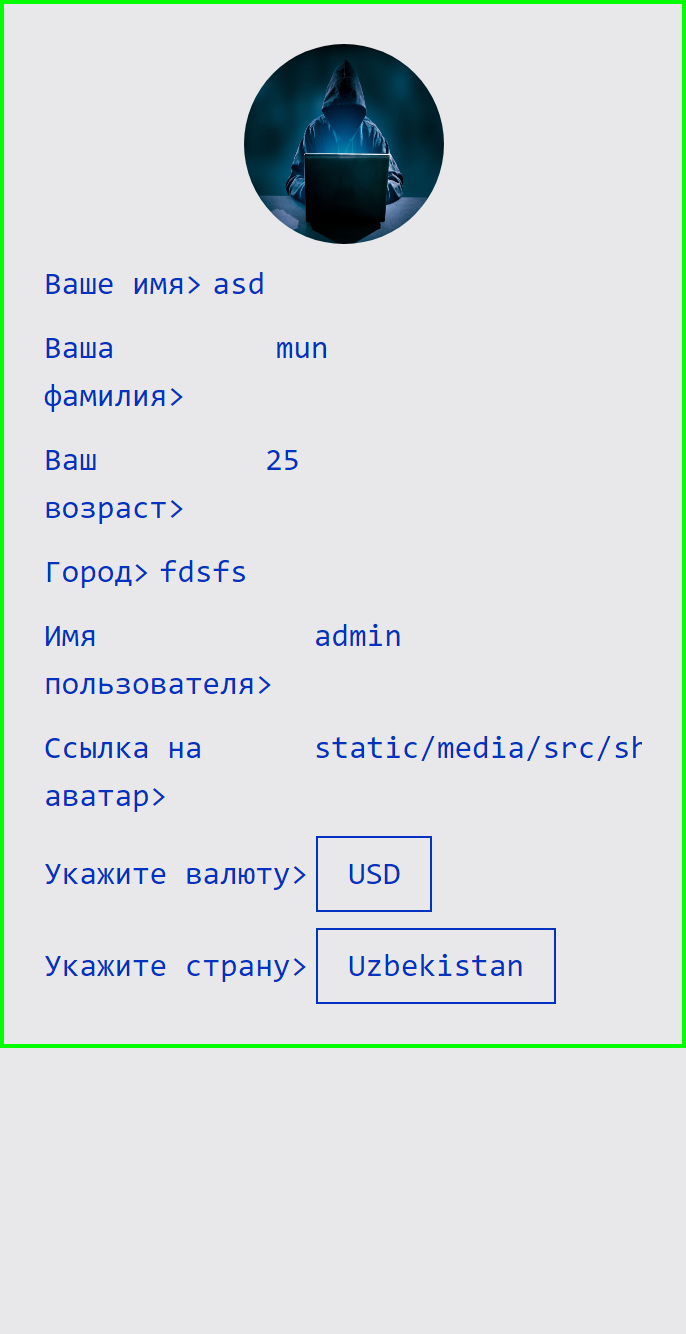 Ваше имя> asd
Ваша mun
фамилия>
Ваш 25
возраст>
Город> fdsfs
Имя admin
пользователя>
Ссылка на static/media/src/sh
аватар>
Укажите валюту> USD
Укажите страну> Uzbekistan